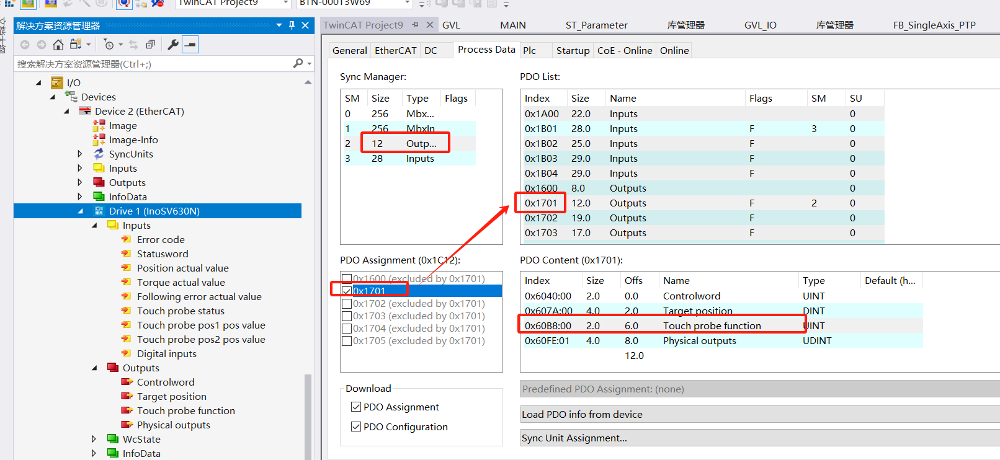 TwinCAT Project9
BTN-000T3W69
解决方案资源管理器
搜索解决方案资源管理器(Ctrl+;)
I/O
Devices
Device 2 (EtherCAT)
Image
Image-Info
SyncUnits
Inputs
Outputs
InfoData
Drive 1 (InoSV630N)
Inputs
Error code
Statusword
Position actual value
Torque actual value
Following error actual value
Touch probe status
Touch probe pos1 pos value
Touch probe pos2 pos value
Digital inputs
Outputs
Controlword
Target position
Touch probe function
Physical outputs
WcState
InfoData
TwinCAT Project9 GVL MAIN ST_Parameter 库管理器 GVL_IO 库管理器 FB_SingleAxis_PTP
General EtherCAT DC Process Data Plc Startup CoE - Online Online
Sync Manager:
SM Size Type Flags
0 256 Mbx...
1 256 MbxIn
2 12 Outp...
3 28 Inputs
PDO List:
Index Size Name Flags SM SU
0x1A00 22.0 Inputs 0
0x1B01 28.0 Inputs F 3 0
0x1B02 25.0 Inputs F 0
0x1B03 29.0 Inputs F 0
0x1B04 29.0 Inputs F 0
0x1600 8.0 Outputs 0
0x1701 12.0 Outputs F 2 0
0x1702 19.0 Outputs F 0
0x1703 17.0 Outputs F 0
PDO Assignment (0x1C12):
0x1600 (excluded by 0x1701)
0x1701
0x1702 (excluded by 0x1701)
0x1703 (excluded by 0x1701)
0x1704 (excluded by 0x1701)
0x1705 (excluded by 0x1701)
PDO Content (0x1701):
Index Size Offs Name Type Default (h...
0x6040:00 2.0 0.0 Controlword UINT
0x607A:00 4.0 2.0 Target position DINT
0x60B8:00 2.0 6.0 Touch probe function UINT
0x60FE:01 4.0 8.0 Physical outputs UDINT
12.0
Download
PDO Assignment
PDO Configuration
Predefined PDO Assignment: (none)
Load PDO info from device
Sync Unit Assignment...